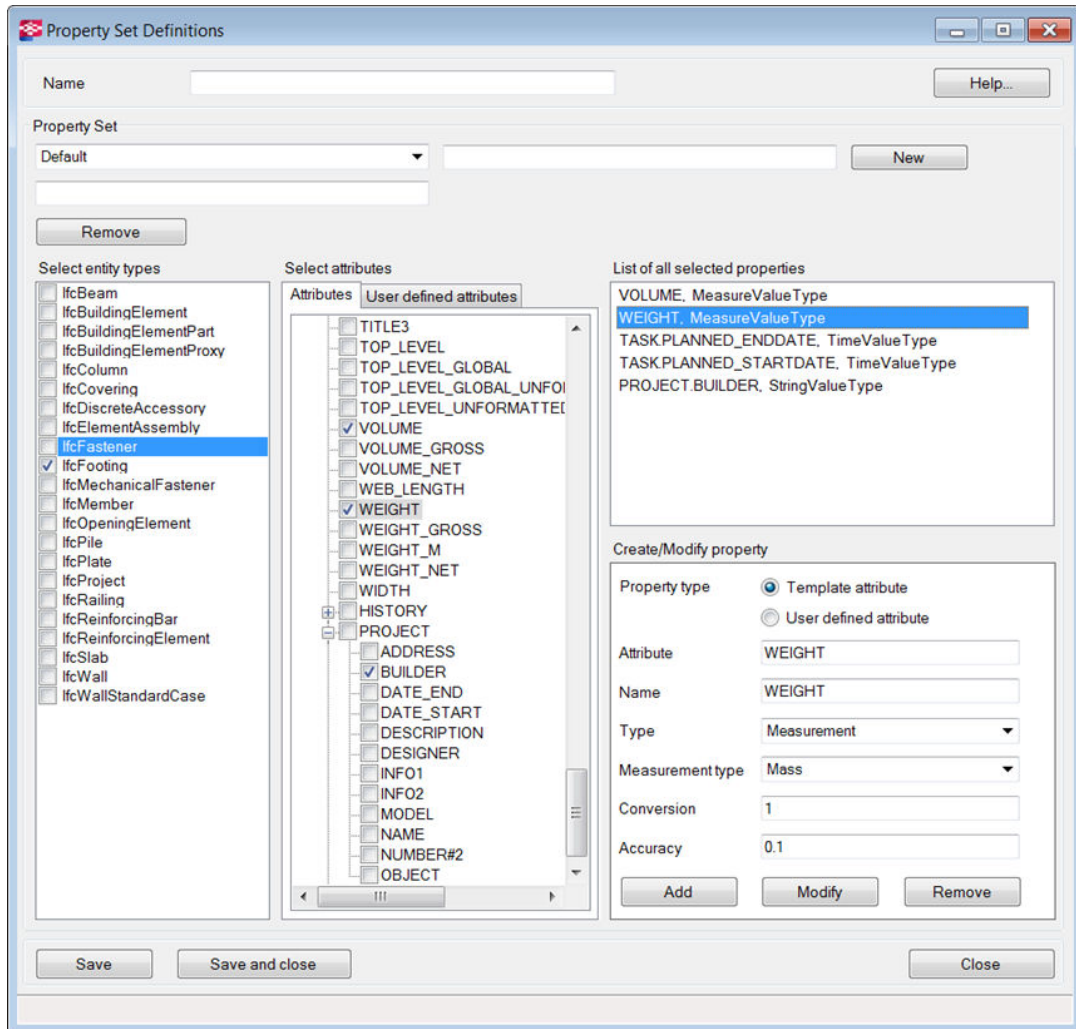 Property Set Definitions
Name
Help...
Property Set
Default
New
Remove
Select entity types
IfcBeam
IfcBuildingElement
IfcBuildingElementPart
IfcBuildingElementProxy
IfcColumn
IfcCovering
IfcDiscreteAccessory
IfcElementAssembly
IfcFastener
IfcFooting
IfcMechanicalFastener
IfcMember
IfcOpeningElement
IfcPile
IfcPlate
IfcProject
IfcRailing
IfcReinforcingBar
IfcReinforcingElement
IfcSlab
IfcWall
IfcWallStandardCase
Select attributes
Attributes
User defined attributes
TITLE3
TOP_LEVEL
TOP_LEVEL_GLOBAL
TOP_LEVEL_GLOBAL_UNFO
TOP_LEVEL_UNFORMATTED
VOLUME
VOLUME_GROSS
VOLUME_NET
WEB_LENGTH
WEIGHT
WEIGHT_GROSS
WEIGHT_M
WEIGHT_NET
WIDTH
HISTORY
PROJECT
ADDRESS
BUILDER
DATE_END
DATE_START
DESCRIPTION
DESIGNER
INFO1
INFO2
MODEL
NAME
NUMBER#2
OBJECT
List of all selected properties
VOLUME, MeasureValueType
WEIGHT, MeasureValueType
TASK.PLANNED_ENDDATE, TimeValueType
TASK.PLANNED_STARTDATE, TimeValueType
PROJECT.BUILDER, StringValueType
Create/Modify property
Property type
Template attribute
User defined attribute
Attribute
WEIGHT
Name
WEIGHT
Type
Measurement
Measurement type
Mass
Conversion
1
Accuracy
0.1
Add
Modify
Remove
Save
Save and close
Close